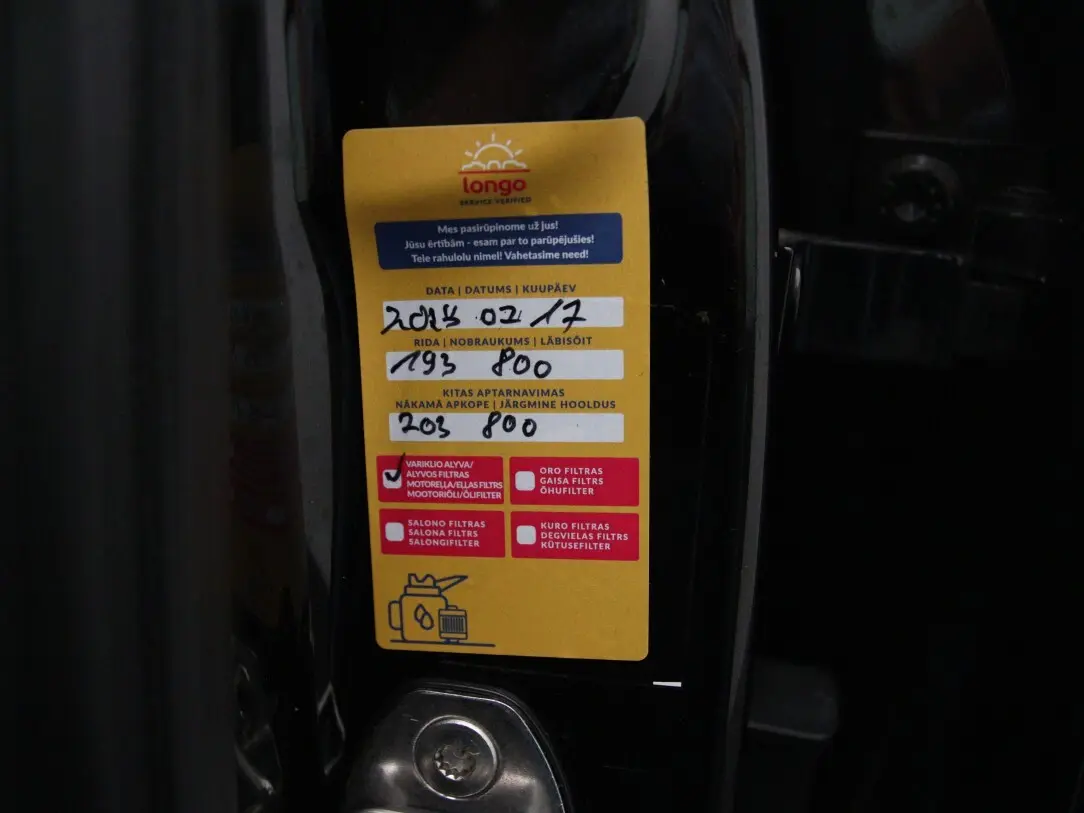 longo
SERVICE VERIFIED
Mes pasirūpinome už jus!
Jūsu ērtībām - esam par to parūpējušies!
Teie rahulolu nimel! Vahetasime need!
DATA | DATUMS | KUUPÄEV
02 17
RIDA | NOBRAUKUMS | LÄBISÕIT
193 800
KITAS APTARNAVIMAS
NĀKAMĀ APKOPE | JÄRGMINE HOOLDUS
203 800
VARIKLIO ALYVA/
ALYVOS FILTRAS
MOTOREĻĻA/EĻĻAS FILTRS
MOOTORIÕLI/ÕLIFILTER
ORO FILTRAS
GAISA FILTRS
ÕHUFILTER
SALONO FILTRAS
SALONA FILTRS
SALONGIFILTER
KURO FILTRAS
DEGVIELAS FILTRS
KÜTUSEFILTER